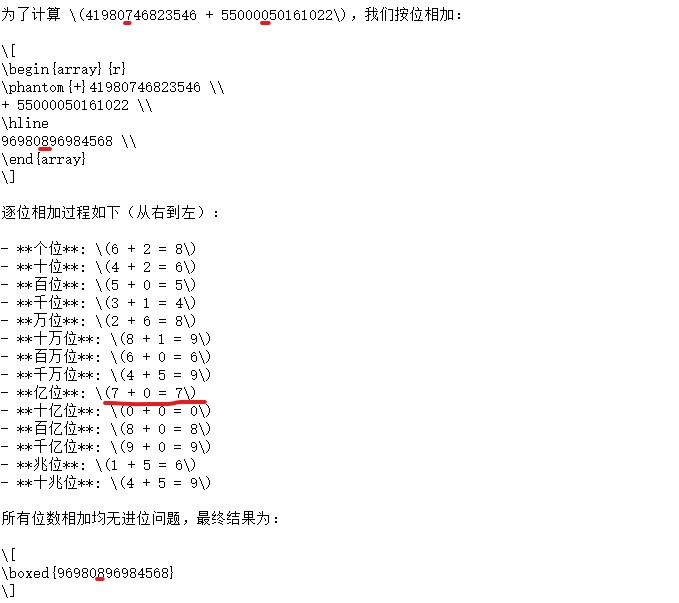 为了计算 \(41980746823546 + 55000050161022\)，我们按位相加：
\[
\begin{array}{r}
\phantom{+}41980746823546 \\
+ 55000050161022 \\
\hline
96980896984568 \\
\end{array}
\]
逐位相加过程如下（从右到左）：
- **个位**: \(6 + 2 = 8\)
- **十位**: \(4 + 2 = 6\)
- **百位**: \(5 + 0 = 5\)
- **千位**: \(3 + 1 = 4\)
- **万位**: \(2 + 6 = 8\)
- **十万位**: \(8 + 1 = 9\)
- **百万位**: \(6 + 0 = 6\)
- **千万位**: \(4 + 5 = 9\)
- **亿位**: \(7 + 0 = 7\)
- **十亿位**: \(0 + 0 = 0\)
- **百亿位**: \(8 + 0 = 8\)
- **千亿位**: \(9 + 0 = 9\)
- **兆位**: \(1 + 5 = 6\)
- **十兆位**: \(4 + 5 = 9\)
所有位数相加均无进位问题，最终结果为：
\[
\boxed{96980896984568}
\]